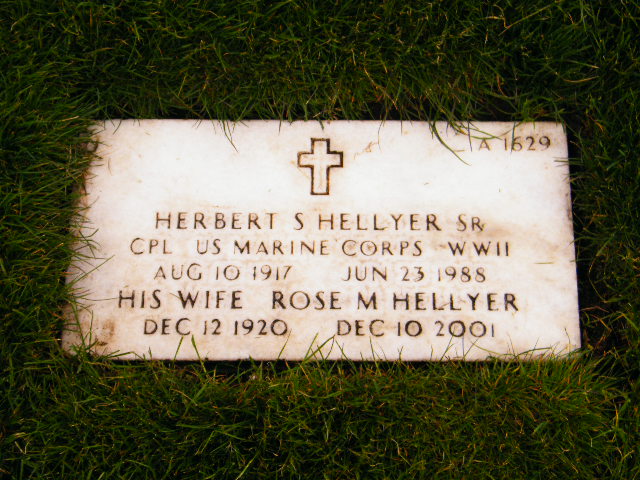 A 1629
HERBERT S HELLYER SR
CPL US MARINE CORPS WWII
AUG 10 1917 JUN 23 1988
HIS WIFE ROSE M HELLYER
DEC 12 1920 DEC 10 2001